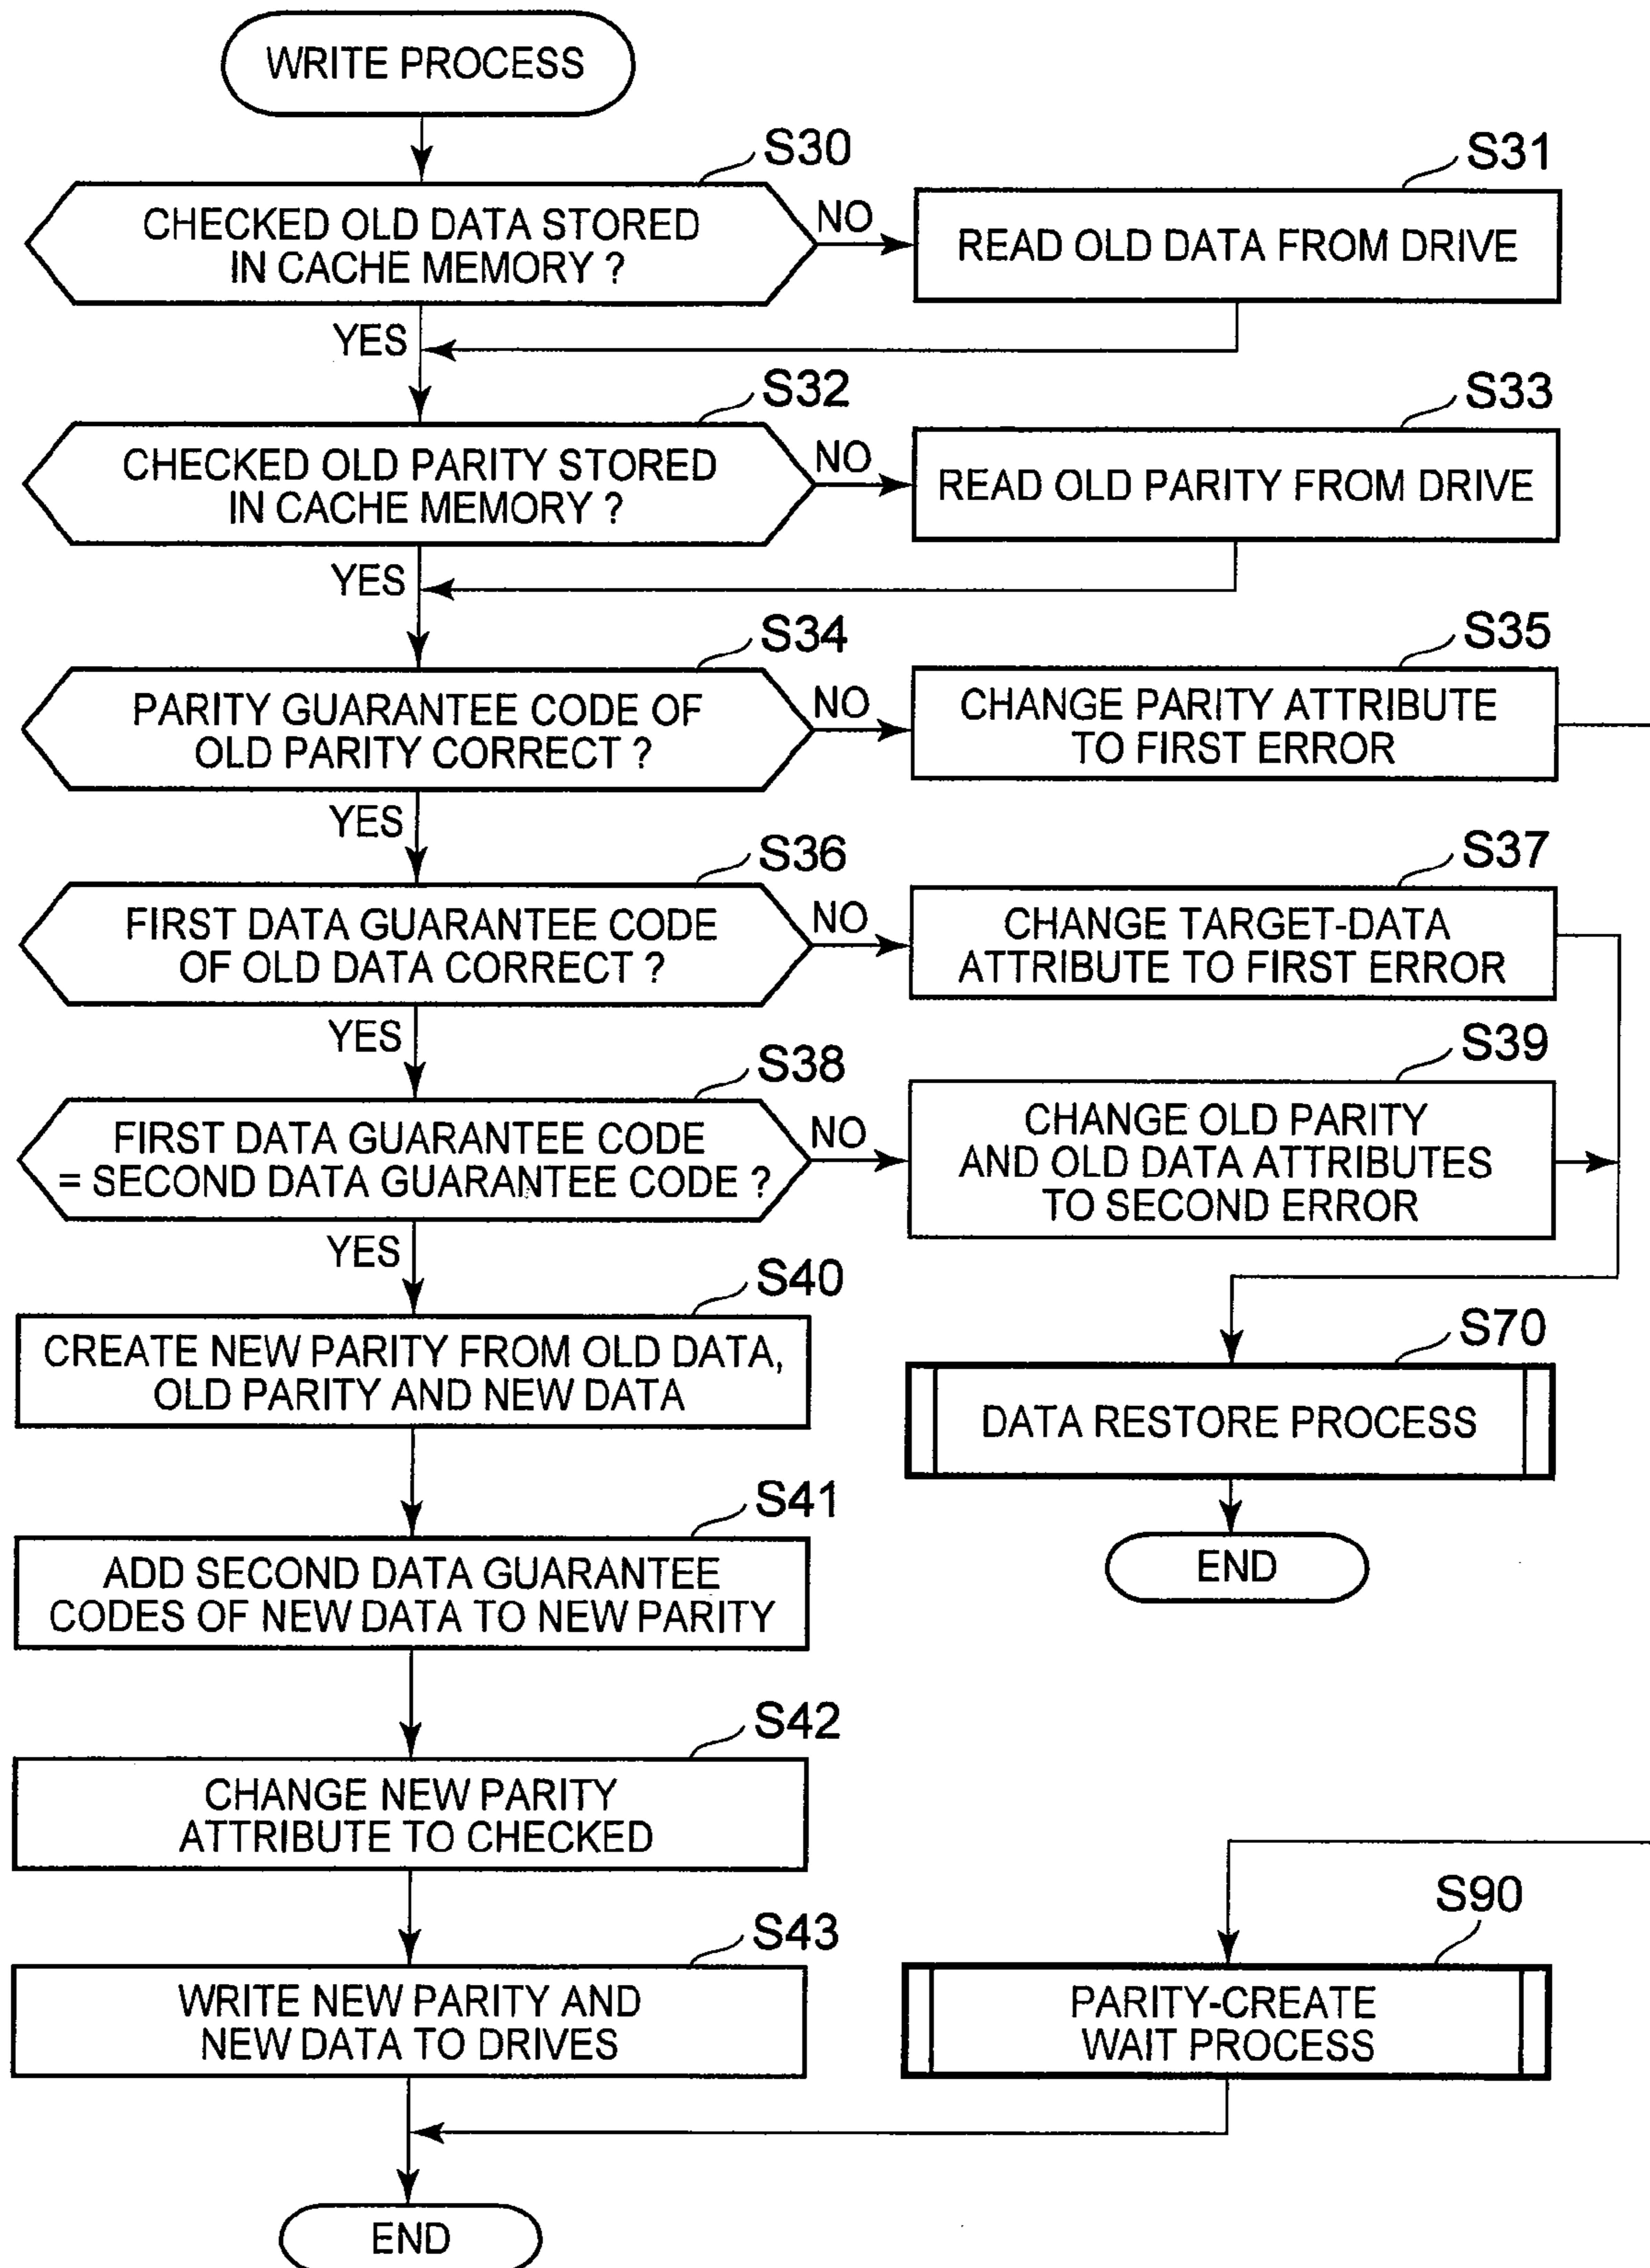 WRITE PROCESS
S30
CHECKED OLD DATA STORED
IN CACHE MEMORY ?
NO
S31
READ OLD DATA FROM DRIVE
YES
S32
CHECKED OLD PARITY STORED
IN CACHE MEMORY ?
NO
S33
READ OLD PARITY FROM DRIVE
YES
S34
PARITY GUARANTEE CODE OF
OLD PARITY CORRECT ?
NO
S35
CHANGE PARITY ATTRIBUTE
TO FIRST ERROR
YES
S36
FIRST DATA GUARANTEE CODE
OF OLD DATA CORRECT ?
NO
S37
CHANGE TARGET-DATA
ATTRIBUTE TO FIRST ERROR
YES
S38
FIRST DATA GUARANTEE CODE
= SECOND DATA GUARANTEE CODE ?
NO
S39
CHANGE OLD PARITY
AND OLD DATA ATTRIBUTES
TO SECOND ERROR
YES
S40
CREATE NEW PARITY FROM OLD DATA,
OLD PARITY AND NEW DATA
S70
DATA RESTORE PROCESS
END
S41
ADD SECOND DATA GUARANTEE
CODES OF NEW DATA TO NEW PARITY
S42
CHANGE NEW PARITY
ATTRIBUTE TO CHECKED
S43
WRITE NEW PARITY AND
NEW DATA TO DRIVES
S90
PARITY-CREATE
WAIT PROCESS
END